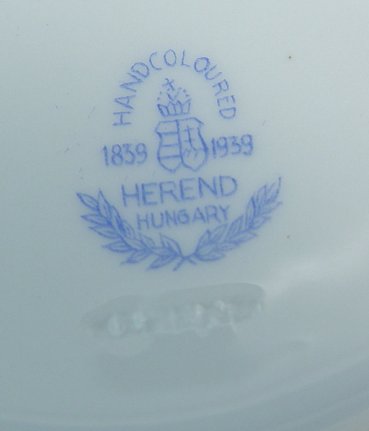 HANDCOLOURED
1839 1939
HEREND
HUNGARY